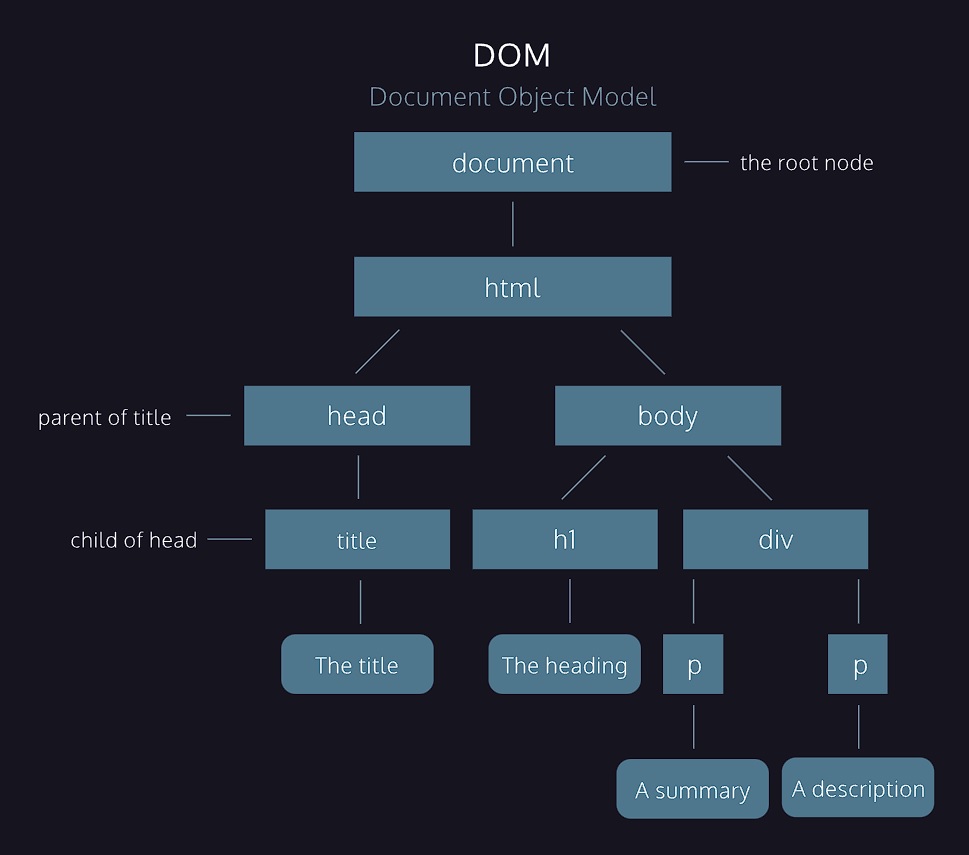 DOM
Document Object Model
document
the root node
html
parent of title
head
body
child of head
title
h1
div
The title
The heading
p
p
A summary
A description